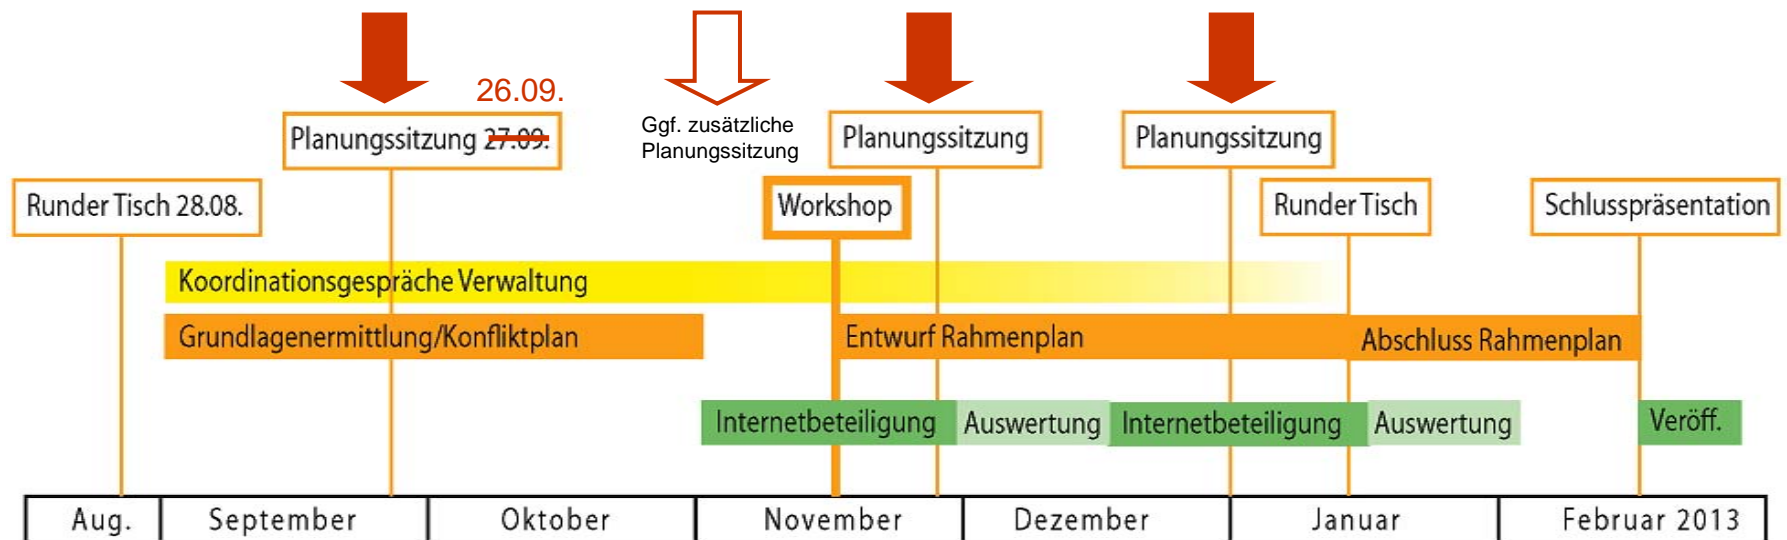 26.09.
Planungssitzung 27.09.
Ggf. zusätzliche
Planungssitzung
Planungssitzung
Planungssitzung
Runder Tisch 28.08.
Workshop
Runder Tisch
Schlusspräsentation
Koordinationsgespräche Verwaltung
Grundlagenermittlung/Konfliktplan
Entwurf Rahmenplan
Abschluss Rahmenplan
Internetbeteiligung
Auswertung
Internetbeteiligung
Auswertung
Veröff.
Aug.
September
Oktober
November
Dezember
Januar
Februar 2013